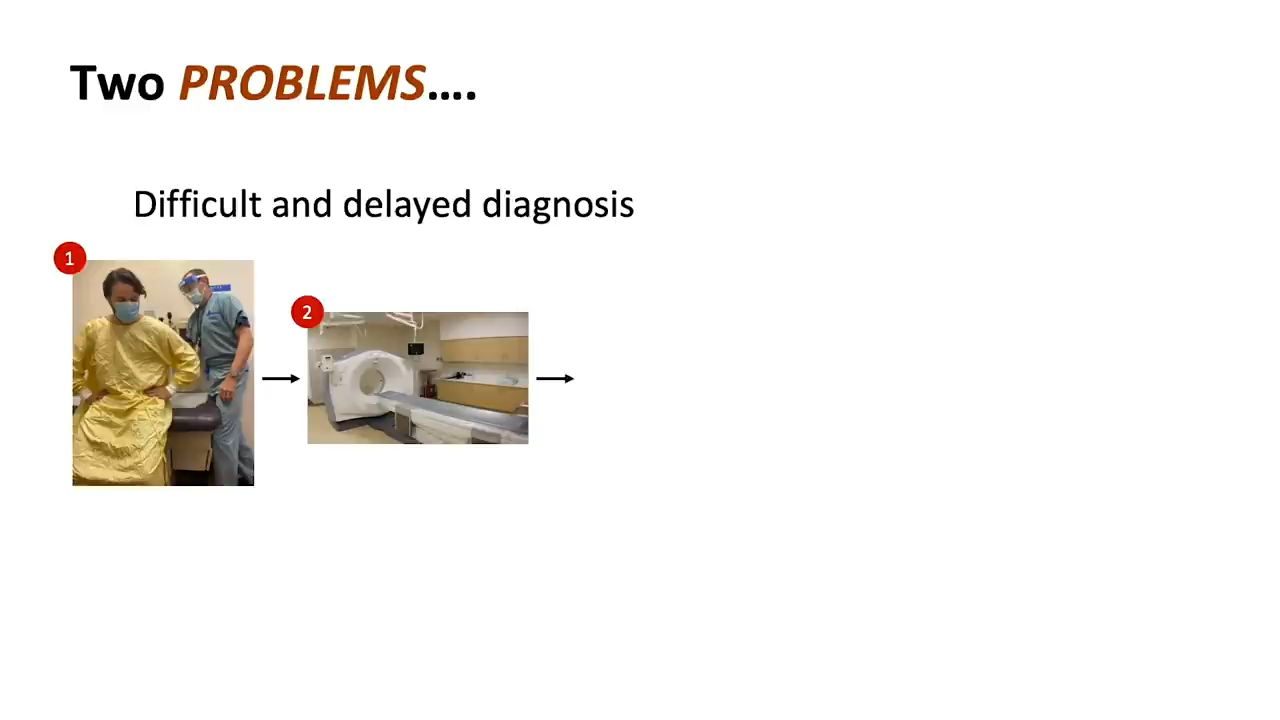 Two PROBLEMS....
Difficult and delayed diagnosis
1
2